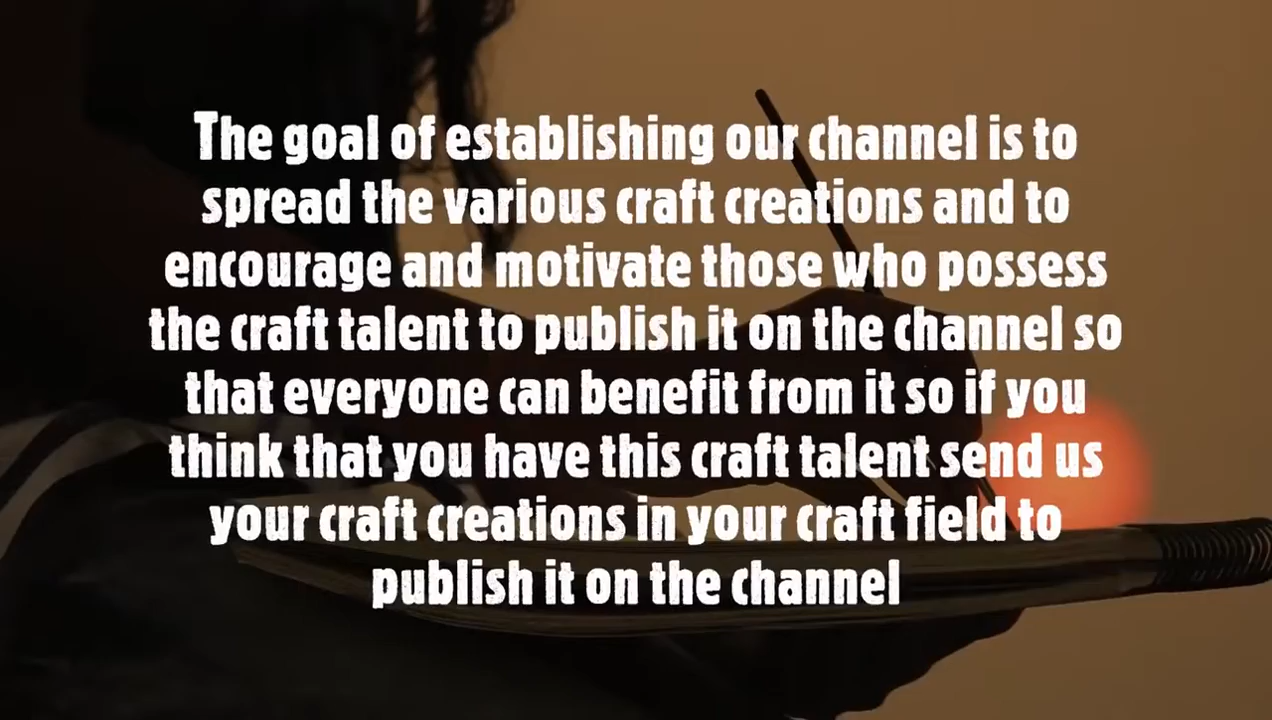 The goal of establishing our channel is to
spread the various craft creations and to
encourage and motivate those who possess
the craft talent to publish it on the channel so
that everyone can benefit from it so if you
think that you have this craft talent send us
your craft creations in your craft field to
publish it on the channel